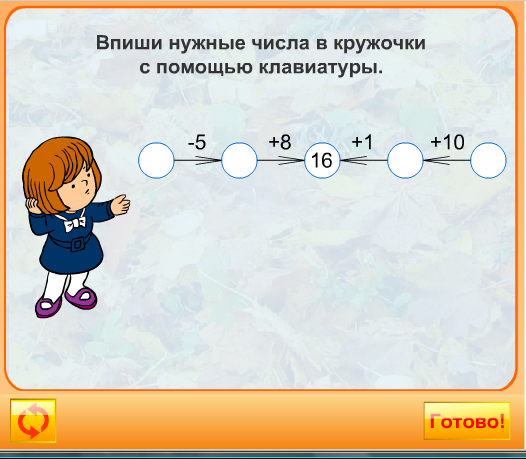 Впиши нужные числа в кружочки
с помощью клавиатуры.
-5 +8 +1 +10
16
Готово!